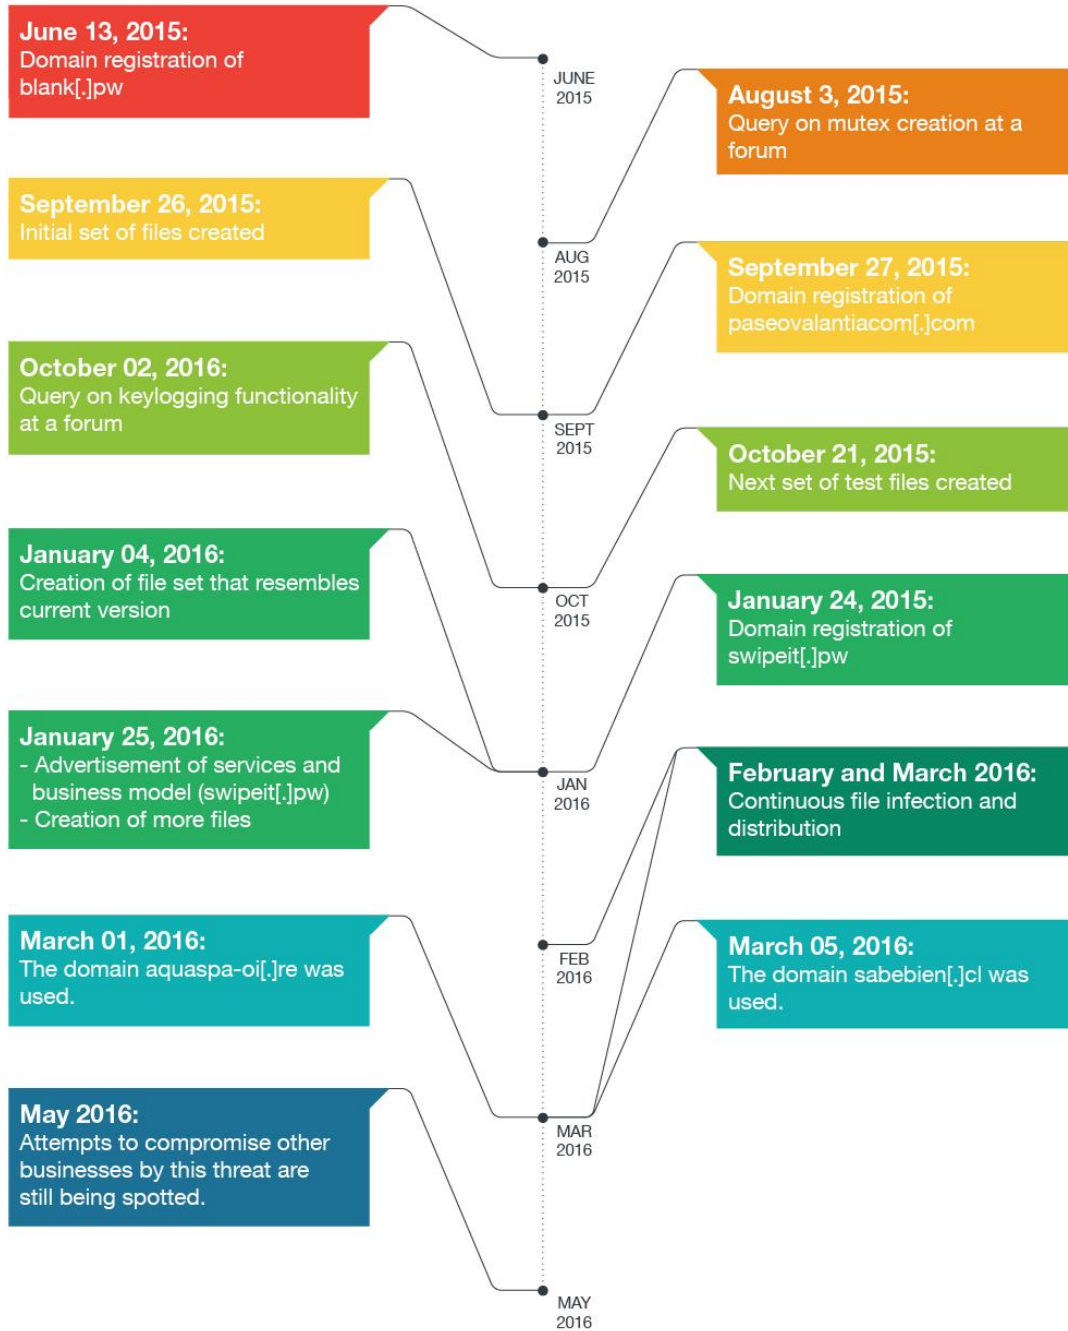 June 13, 2015:
Domain registration of
blank[.]pw
JUNE
2015
August 3, 2015:
Query on mutex creation at a
forum
AUG
2015
September 26, 2015:
Initial set of files created
September 27, 2015:
Domain registration of
paseovalantiacom[.]com
SEPT
2015
October 02, 2016:
Query on keylogging functionality
at a forum
October 21, 2015:
Next set of test files created
OCT
2015
January 04, 2016:
Creation of file set that resembles
current version
January 24, 2015:
Domain registration of
swipeit[.]pw
January 25, 2016:
- Advertisement of services and
business model (swipeit[.]pw)
- Creation of more files
JAN
2016
February and March 2016:
Continuous file infection and
distribution
FEB
2016
March 01, 2016:
The domain aquaspa-oi[.]re was
used.
March 05, 2016:
The domain sabebien[.]cl was
used.
MAR
2016
May 2016:
Attempts to compromise other
businesses by this threat are
still being spotted.
MAY
2016